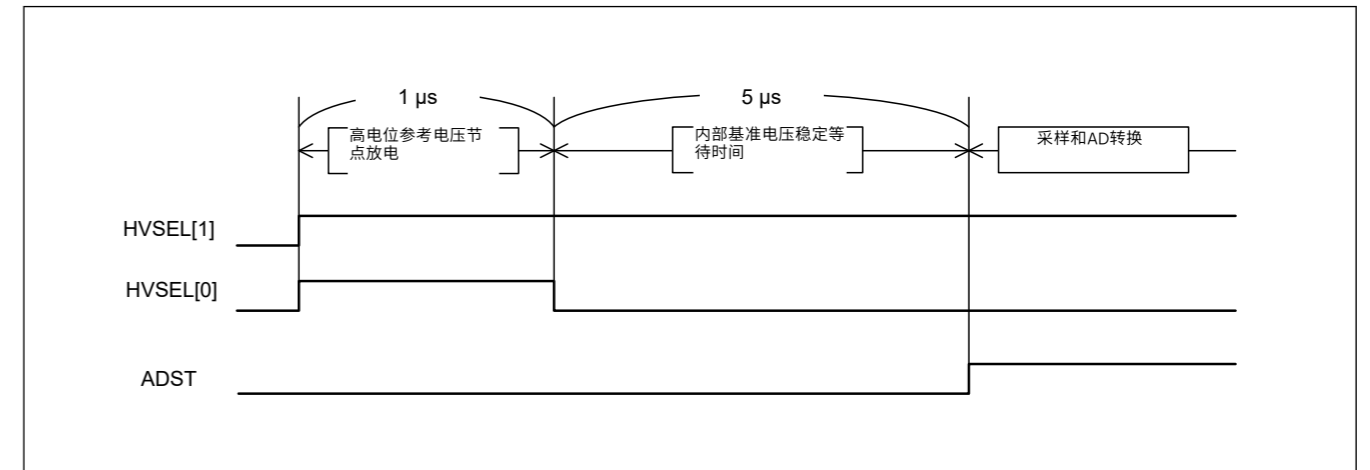 1 µs
5 µs
高电位参考电压节
点放电
内部基准电压稳定等
待时间
采样和AD转换
HVSEL[1]
HVSEL[0]
ADST